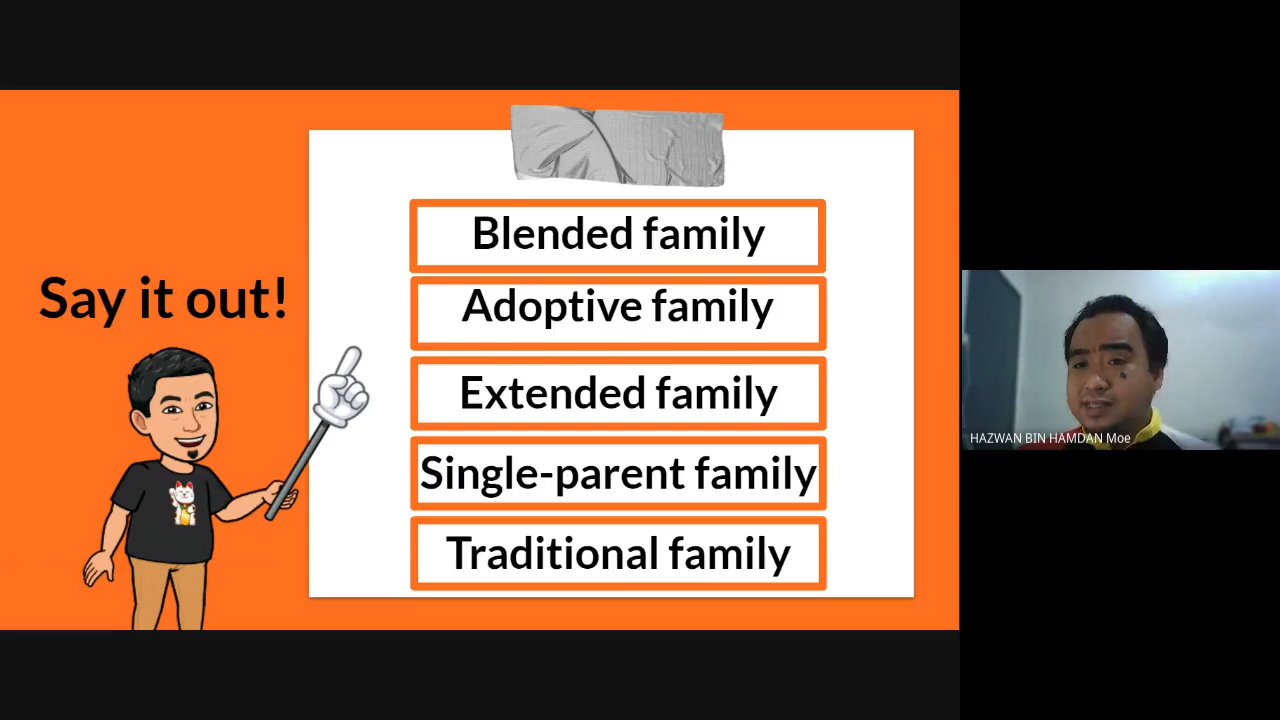 Say it out!
Blended family
Adoptive family
Extended family
Single-parent family
Traditional family
HAZWAN BIN HAMDAN Moe